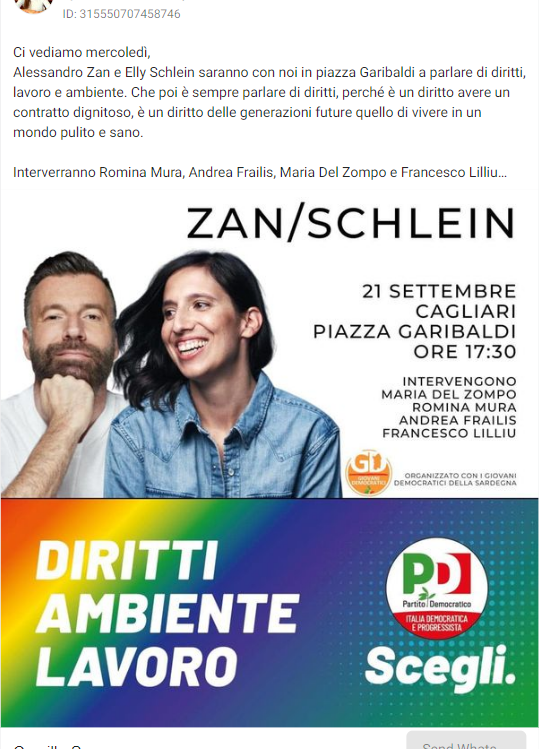 ID: 315550707458746
Ci vediamo mercoledì,
Alessandro Zan e Elly Schlein saranno con noi in piazza Garibaldi a parlare di diritti,
lavoro e ambiente. Che poi è sempre parlare di diritti, perché è un diritto avere un
contratto dignitoso, è un diritto delle generazioni future quello di vivere in un
mondo pulito e sano.
Interverranno Romina Mura, Andrea Frailis, Maria Del Zompo e Francesco Lilliu...
ZAN/SCHLEIN
21 SETTEMBRE
CAGLIARI
PIAZZA GARIBALDI
ORE 17:30
INTERVENGONO
MARIA DEL ZOMPO
ROMINA MURA
ANDREA FRAILIS
FRANCESCO LILLIU
GD
GIOVANI
DEMOCRATICI
ORGANIZZATO CON I GIOVANI
DEMOCRATICI DELLA SARDEGNA
DIRITTI
AMBIENTE
LAVORO
PD
Partito Democratico
ITALIA DEMOCRATICA
E PROGRESSISTA
Scegli.